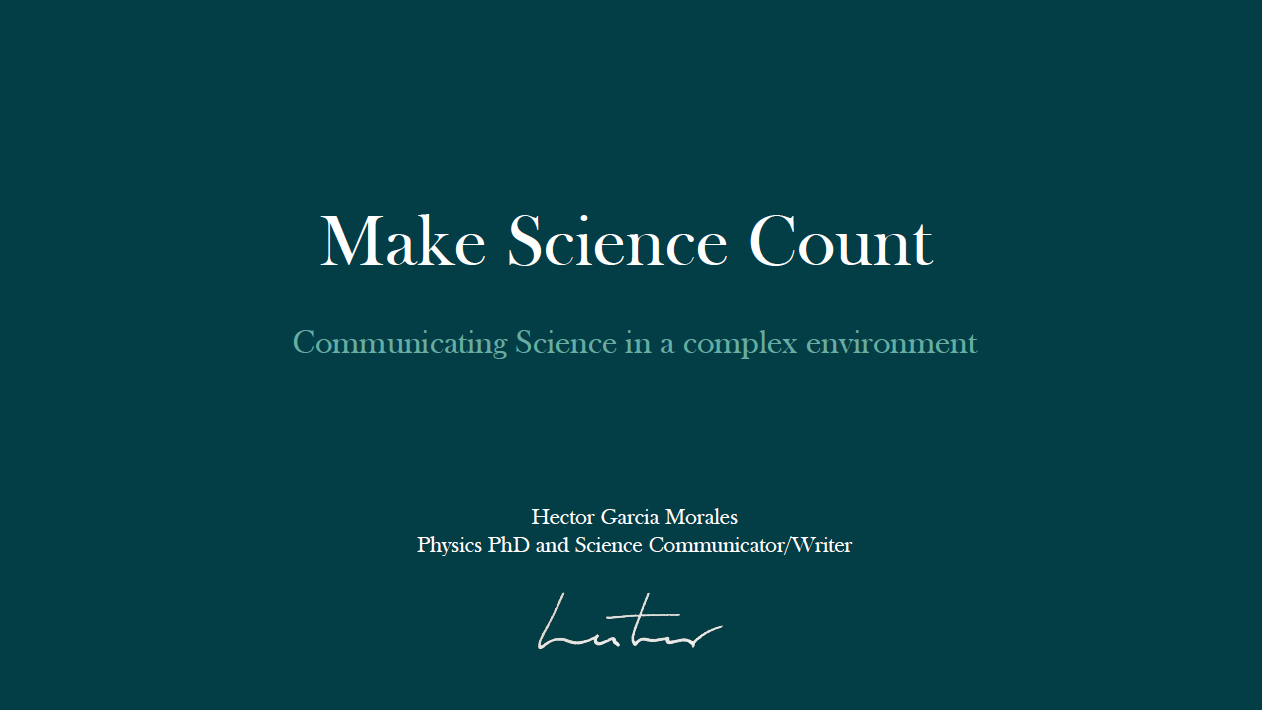 Make Science Count
Communicating Science in a complex environment
Hector Garcia Morales
Physics PhD and Science Communicator/Writer